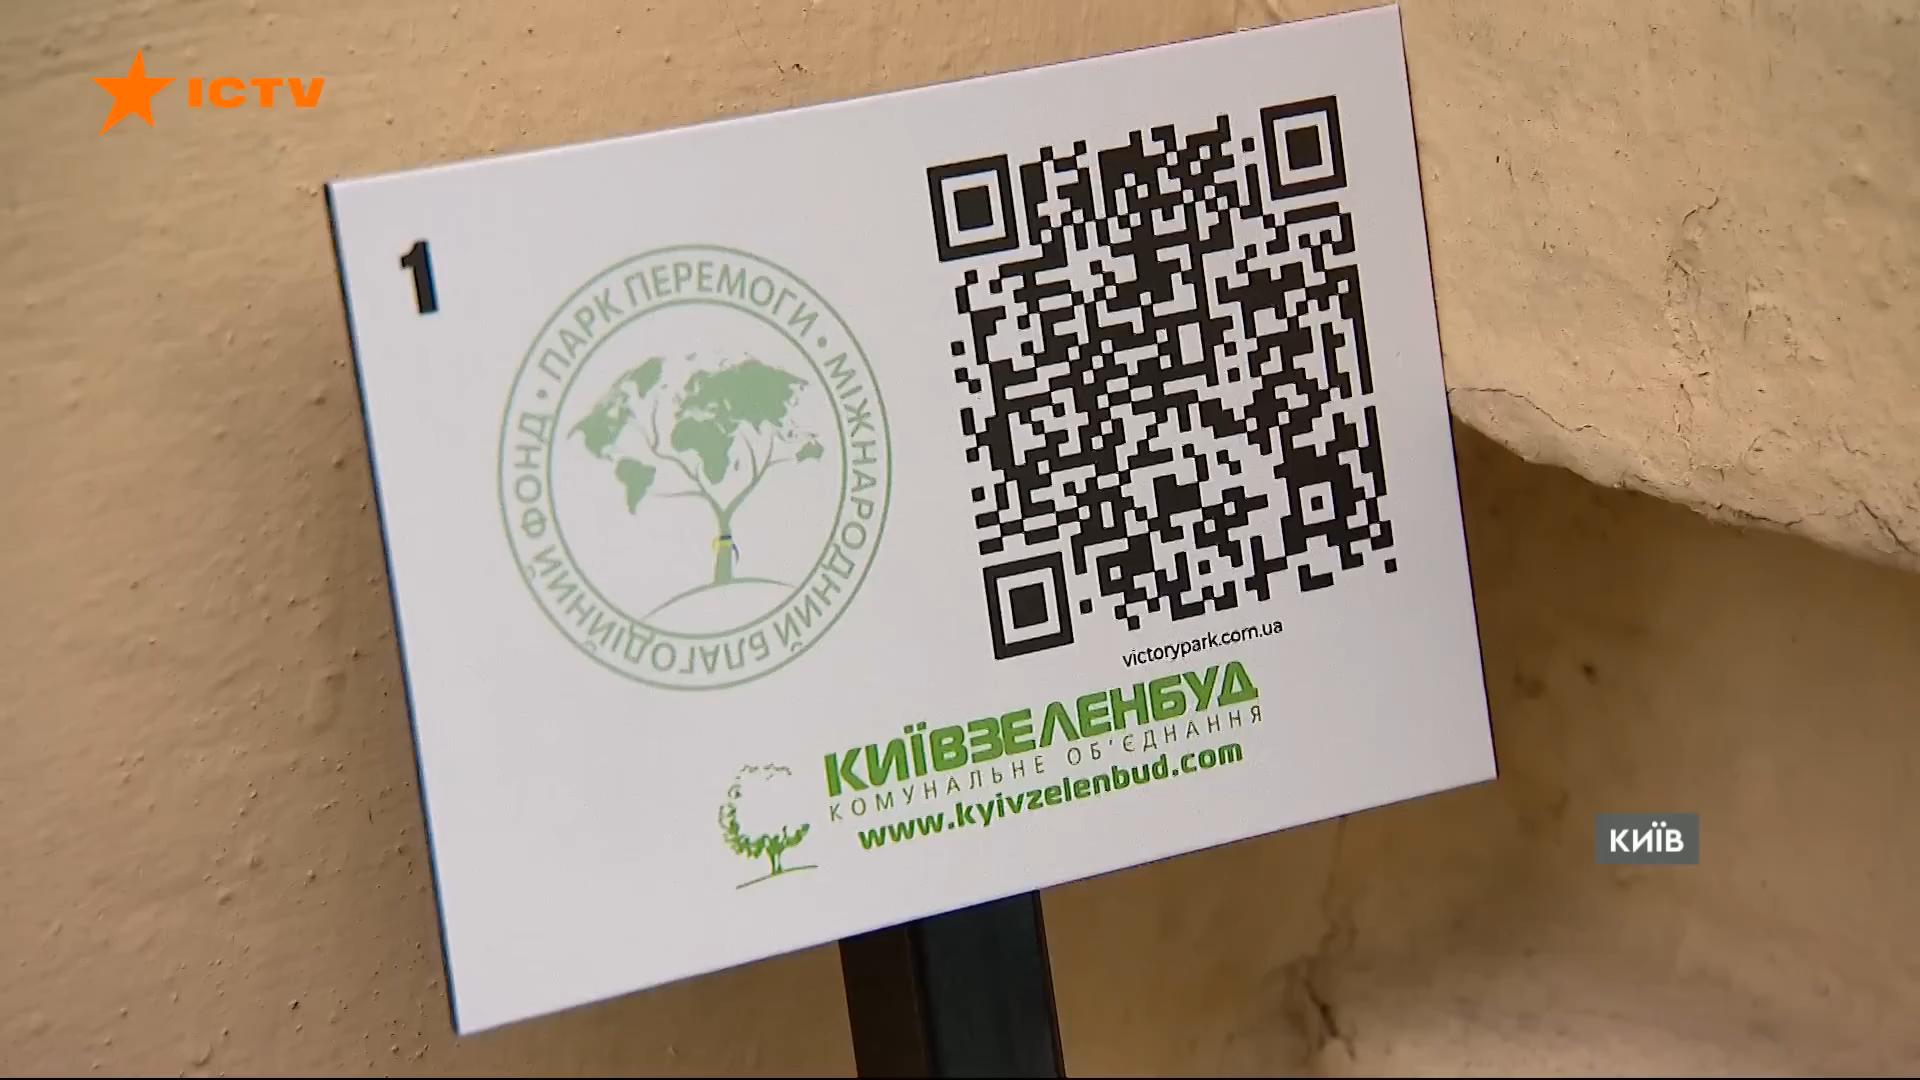 ICTV
1
ПАРК ПЕРЕМОГИ • МІЖНАРОДНИЙ БЛАГОДІЙНИЙ ФОНД •
victorypark.com.ua
КИЇВЗЕЛЕНБУД
КОМУНАЛЬНЕ ОБ'ЄДНАННЯ
www.kyivzelenbud.com
КИЇВ